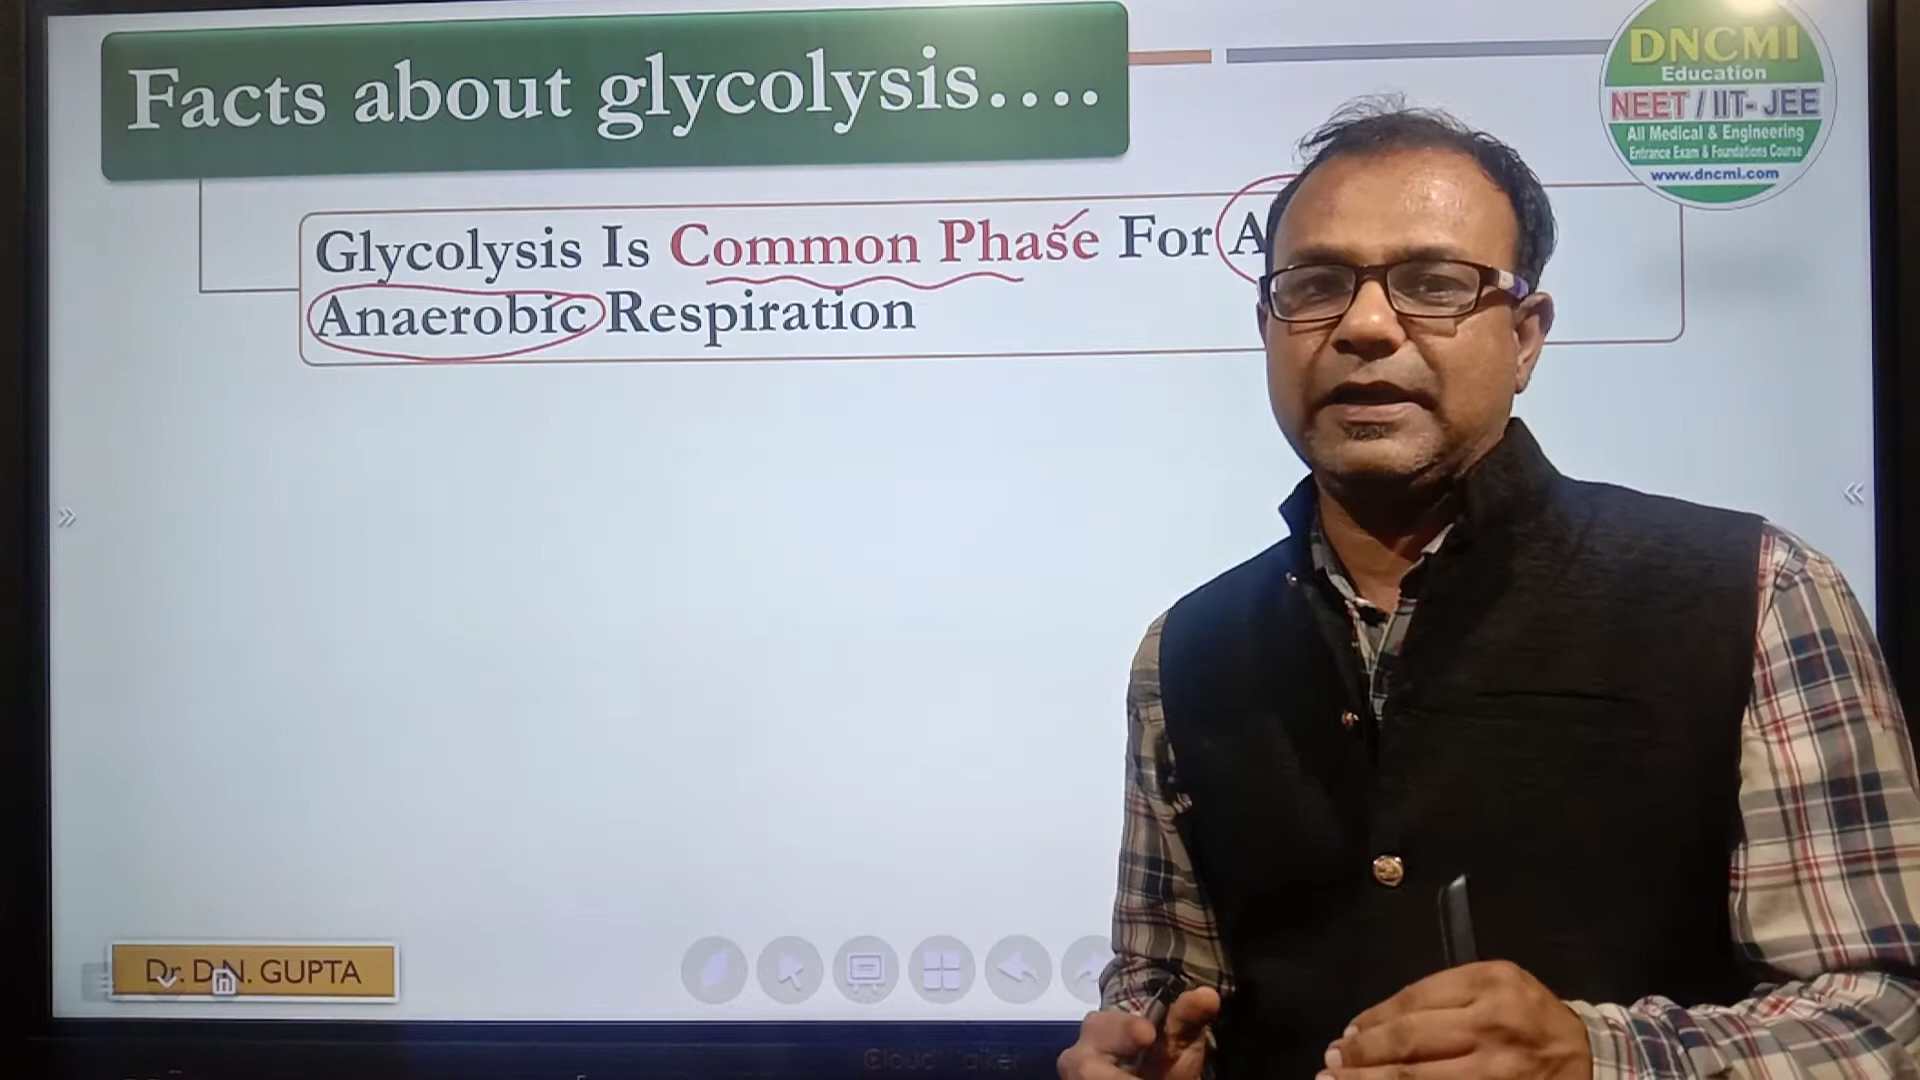 Facts about glycolysis....
DNCMI
Education
NEET / IIT- JEE
All Medical & Engineering
Entrance Exam & Foundations Course
www.dncmi.com
Glycolysis Is Common Phase For
Anaerobic Respiration
Dr. D.N. GUPTA